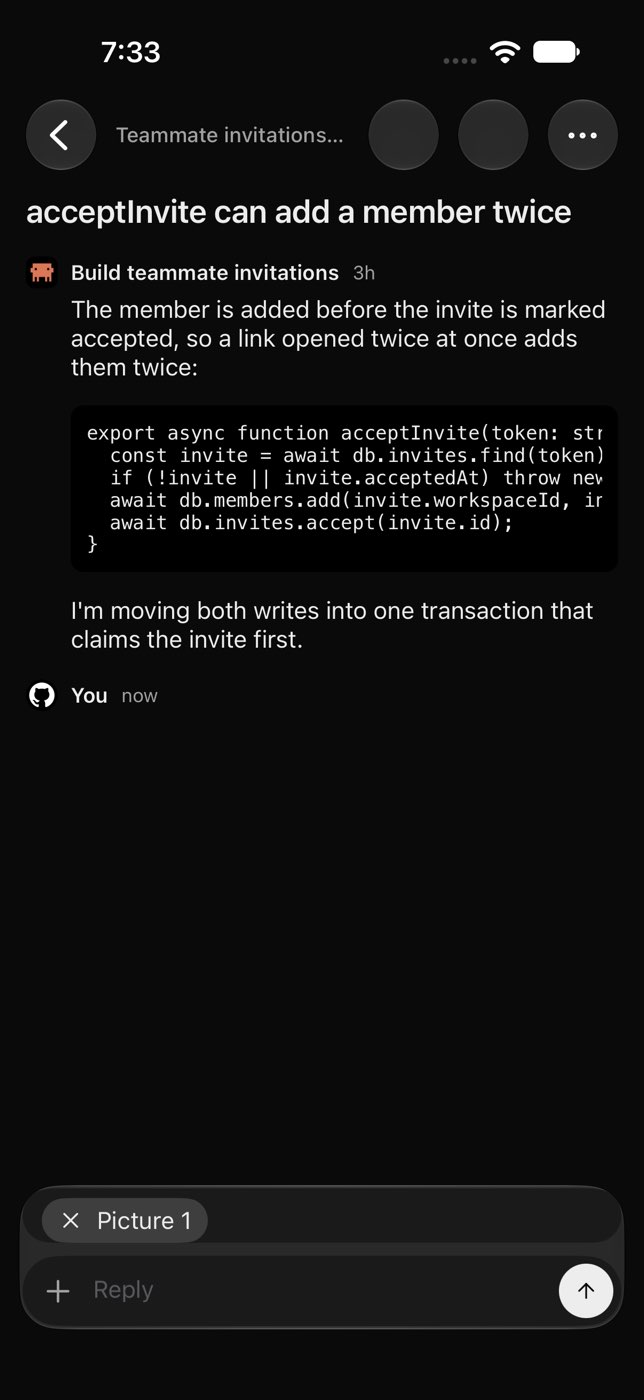 7:33
Teammate invitations...
acceptInvite can add a member twice
Build teammate invitations 3h
The member is added before the invite is marked
accepted, so a link opened twice at once adds
them twice:
export async function acceptInvite(token: str
  const invite = await db.invites.find(token)
  if (!invite || invite.acceptedAt) throw new
  await db.members.add(invite.workspaceId, in
  await db.invites.accept(invite.id);
}
I'm moving both writes into one transaction that
claims the invite first.
You now
Picture 1
Reply